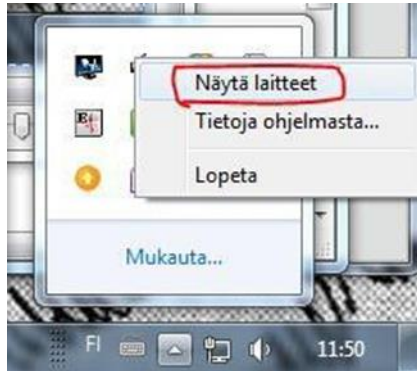 Näytä laitteet
Tietoja ohjelmasta...
Lopeta
Mukauta...
FI
11:50